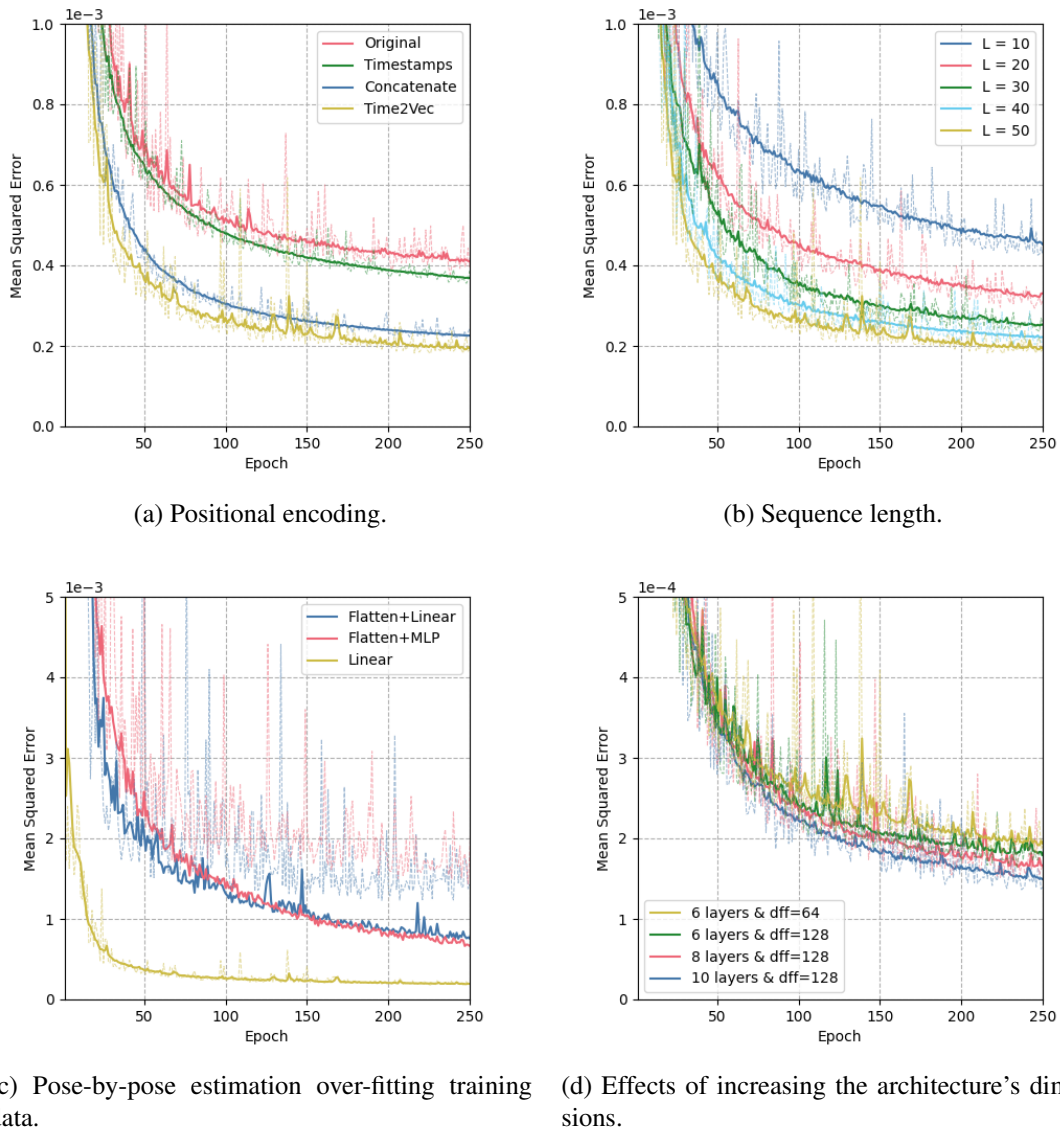 1e−3
1.0
0.8
0.6
0.4
0.2
0.0
Mean Squared Error
50
100
150
200
250
Epoch
Original
Timestamps
Concatenate
Time2Vec
(a) Positional encoding.
1e−3
1.0
0.8
0.6
0.4
0.2
0.0
Mean Squared Error
50
100
150
200
250
Epoch
L = 10
L = 20
L = 30
L = 40
L = 50
(b) Sequence length.
1e−3
5
4
3
2
1
0
Mean Squared Error
50
100
150
200
250
Epoch
Flatten+Linear
Flatten+MLP
Linear
c) Pose-by-pose estimation over-fitting training
data.
1e−4
5
4
3
2
1
0
Mean Squared Error
50
100
150
200
250
Epoch
6 layers & dff=64
6 layers & dff=128
8 layers & dff=128
10 layers & dff=128
(d) Effects of increasing the architecture's dim
sions.